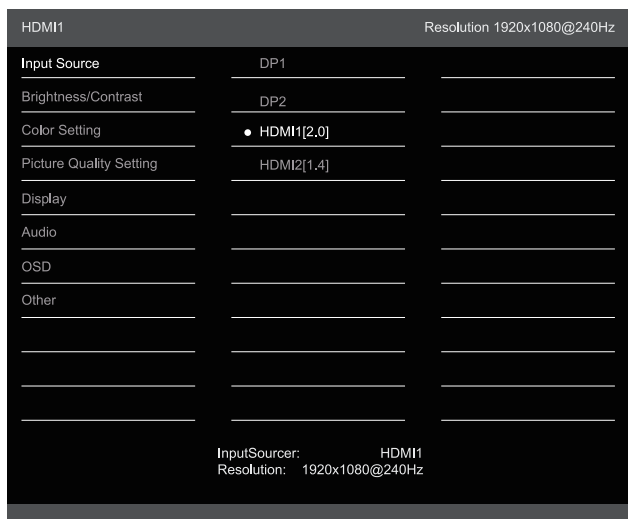 HDMI1 Resolution 1920x1080@240Hz
Input Source DP1
Brightness/Contrast DP2
Color Setting HDMI1[2.0]
Picture Quality Setting HDMI2[1.4]
Display
Audio
OSD
Other
InputSourcer: HDMI1
Resolution: 1920x1080@240Hz